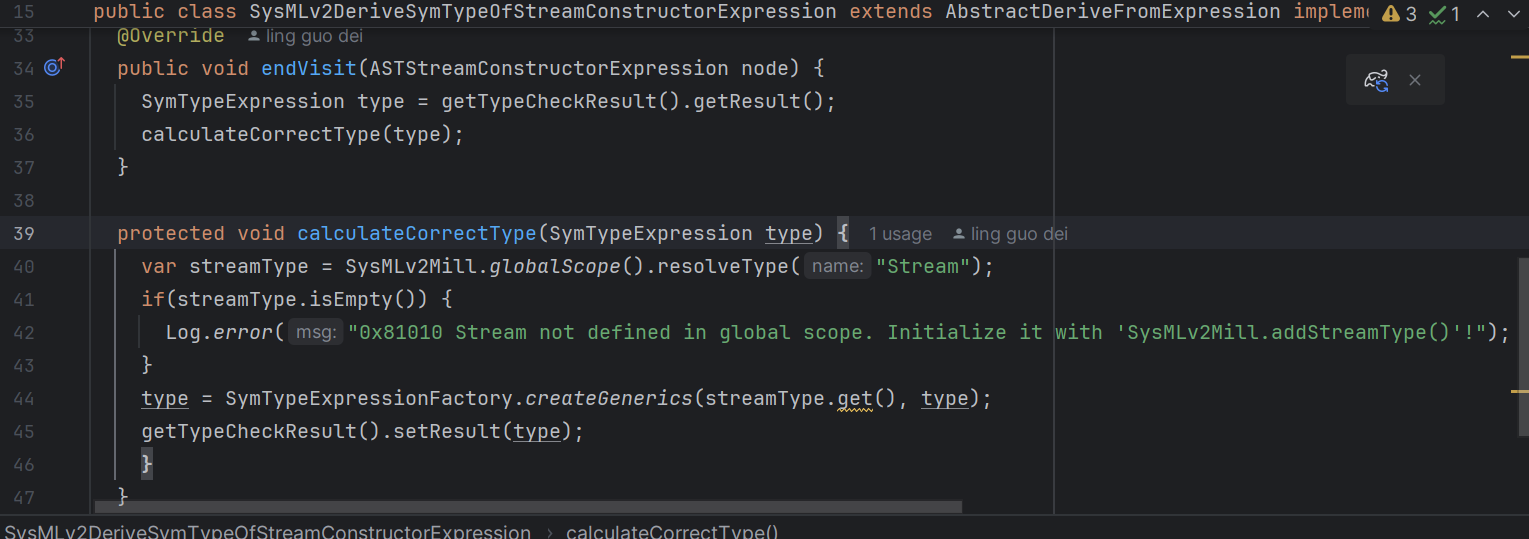 15 public class SysMLv2DeriveSymTypeOfStreamConstructorExpression extends AbstractDeriveFromExpression impleme 3 1
33 @Override ling guo dei
34 public void endVisit(ASTStreamConstructorExpression node) {
35 SymTypeExpression type = getTypeCheckResult().getResult();
36 calculateCorrectType(type);
37 }
38
39 protected void calculateCorrectType(SymTypeExpression type) { 1 usage ling guo dei
40 var streamType = SysMLv2Mill.globalScope().resolveType( name: "Stream");
41 if(streamType.isEmpty()) {
42 Log.error( msg: "0x81010 Stream not defined in global scope. Initialize it with 'SysMLv2Mill.addStreamType()'!");
43 }
44 type = SymTypeExpressionFactory.createGenerics(streamType.get(), type);
45 getTypeCheckResult().setResult(type);
46 }
47 }
SysMLv2DeriveSymTypeOfStreamConstructorExpression › calculateCorrectType()